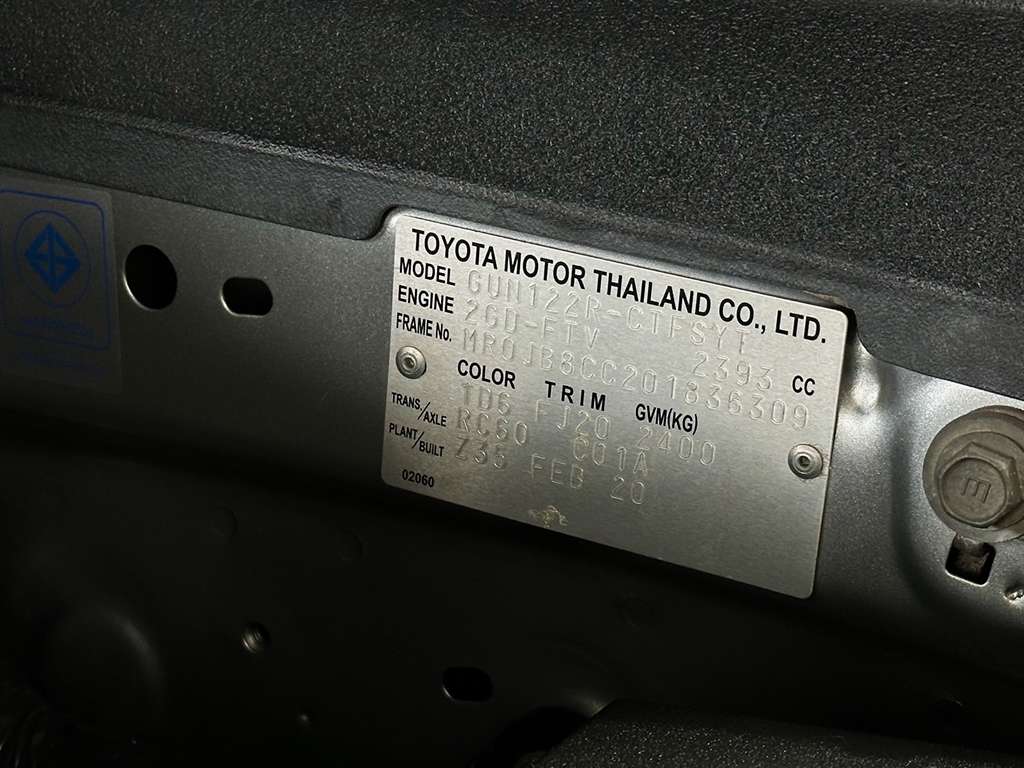 TOYOTA MOTOR THAILAND CO., LTD.
MODEL GUN122R-CTFSYT
ENGINE 2GD-FTV 2393 CC
FRAME No. MR0JB8CC201836309
COLOR TRIM GVM(KG)
1D6 FJ20 2400
TRANS./AXLE RC60 C01A
PLANT/BUILT Z35 FEB 20
02060
E